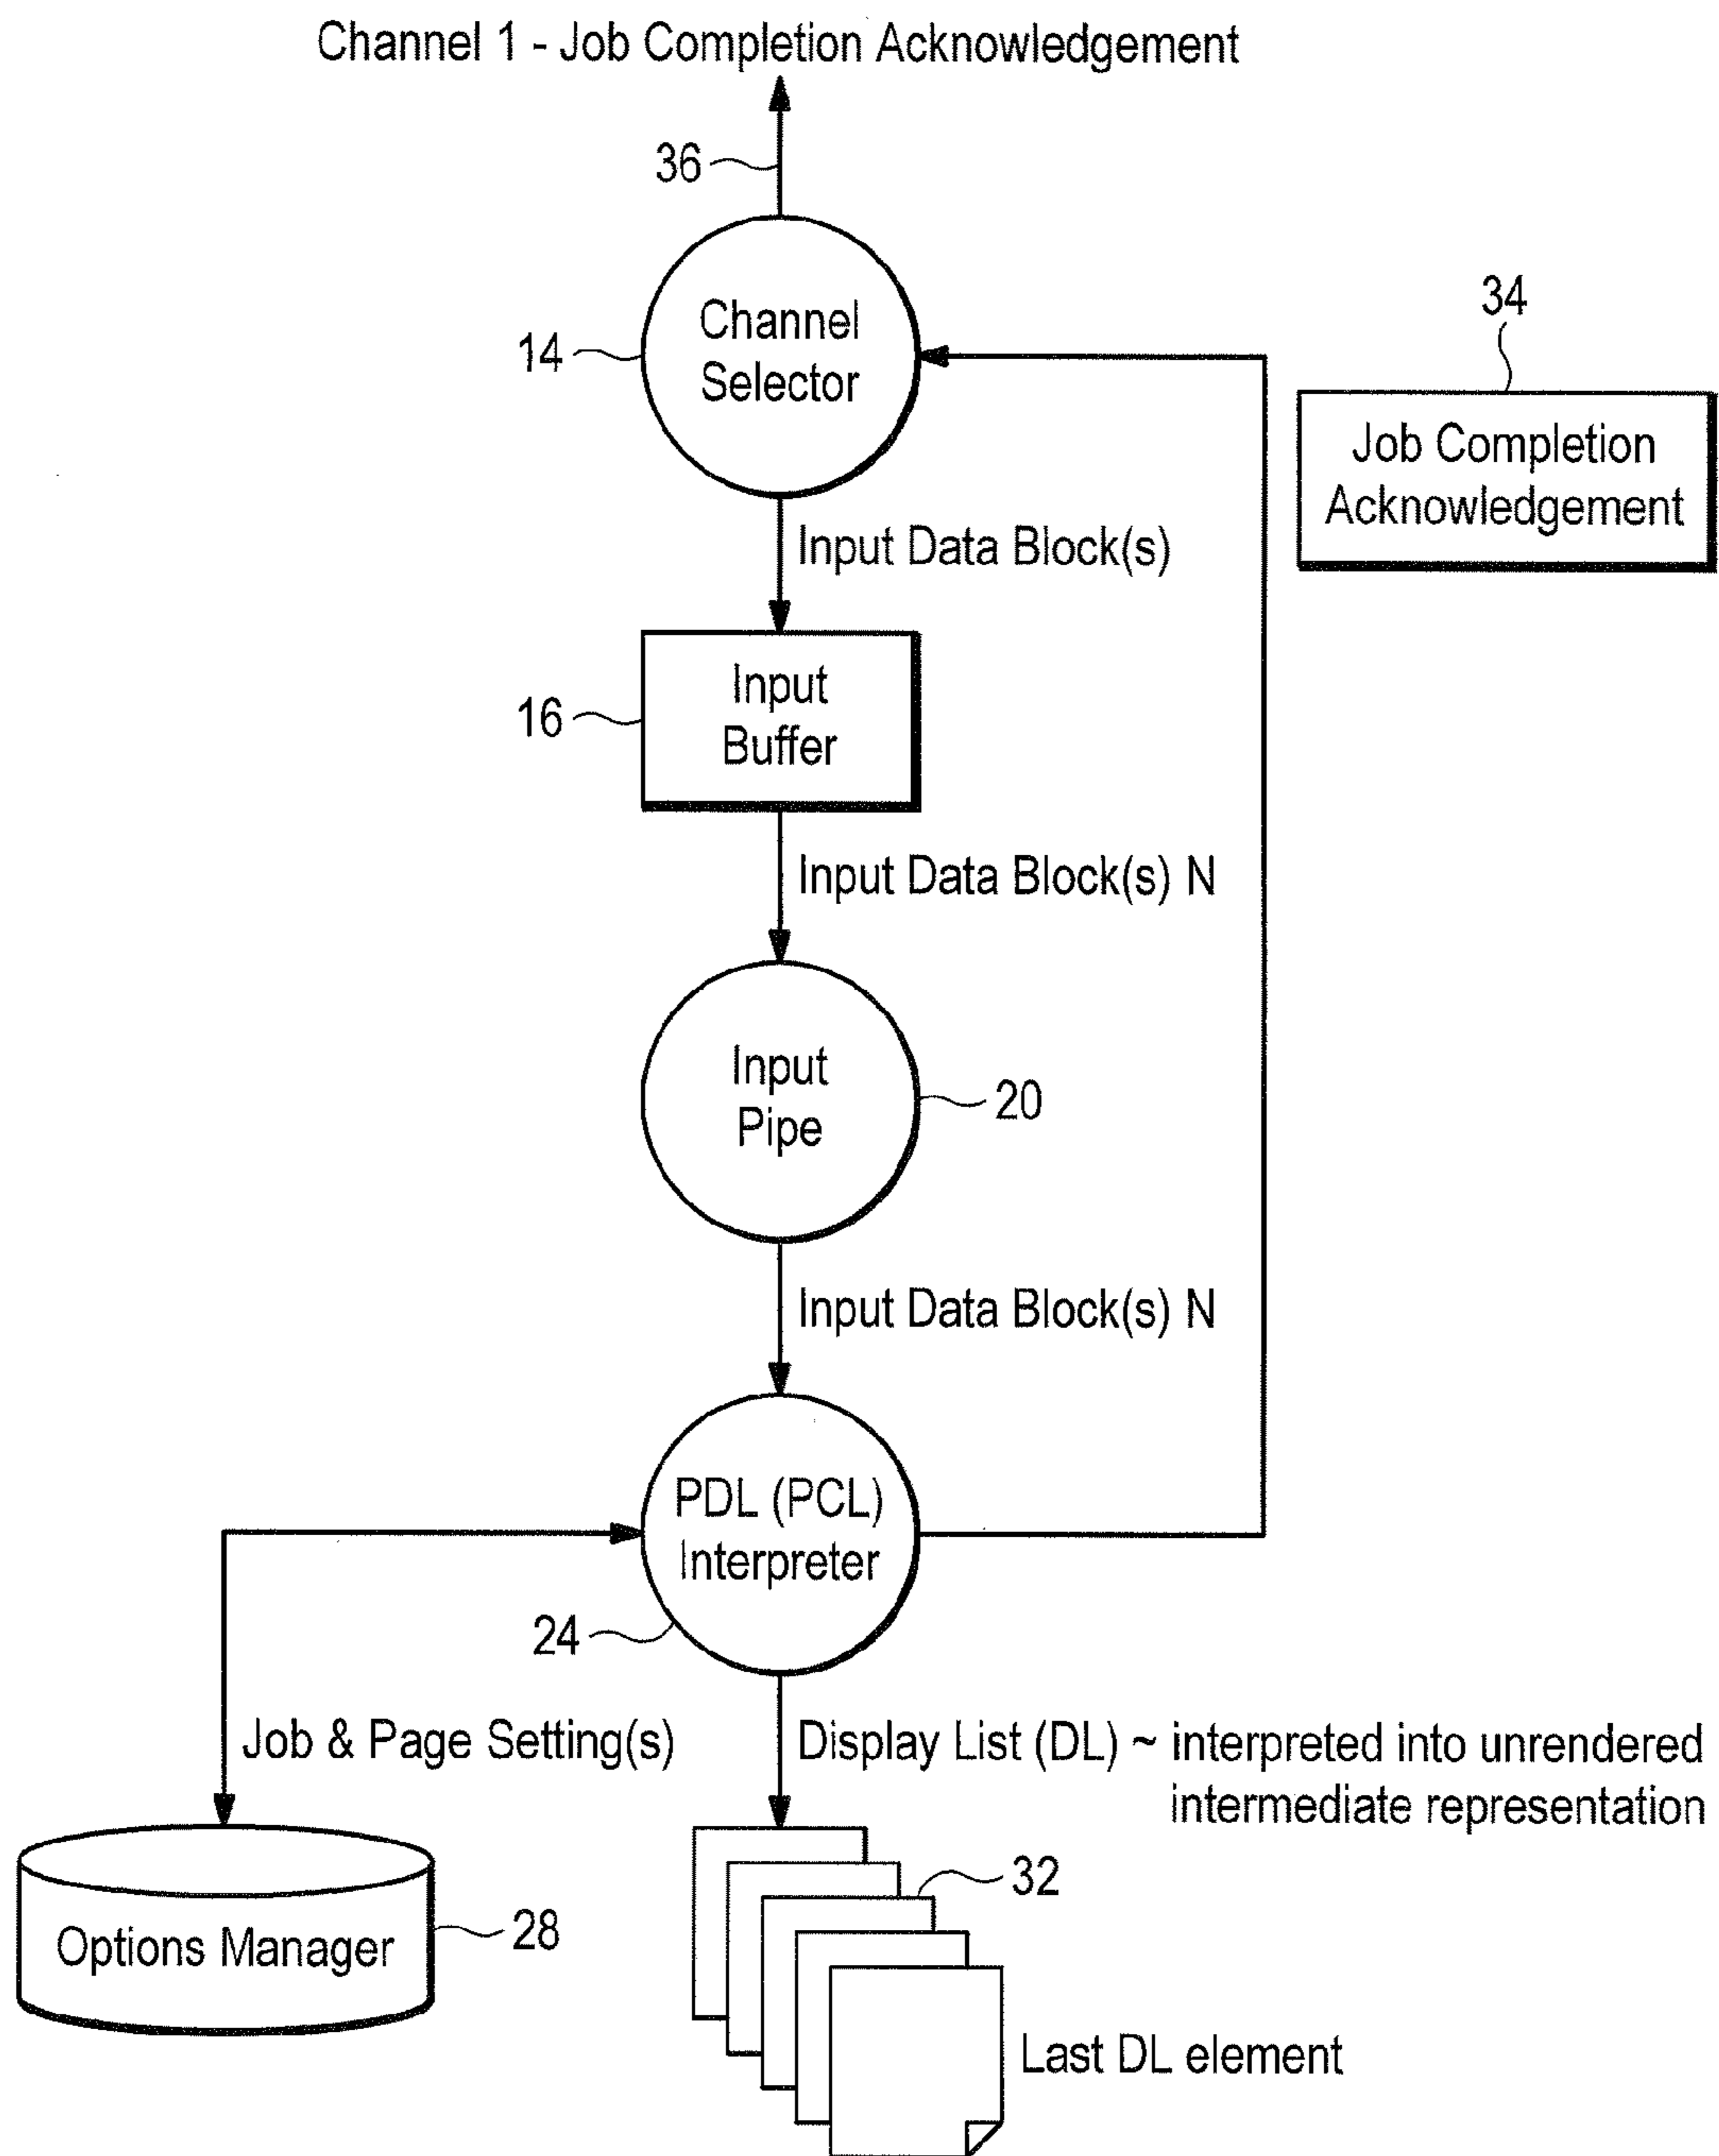 Channel 1 - Job Completion Acknowledgement
36
Channel
Selector
14
34
Job Completion
Acknowledgement
Input Data Block(s)
Input
Buffer
16
Input Data Block(s) N
Input
Pipe
20
Input Data Block(s) N
PDL (PCL)
Interpreter
24
Job & Page Setting(s)
Display List (DL) ~ interpreted into unrendered
intermediate representation
32
Options Manager
28
Last DL element